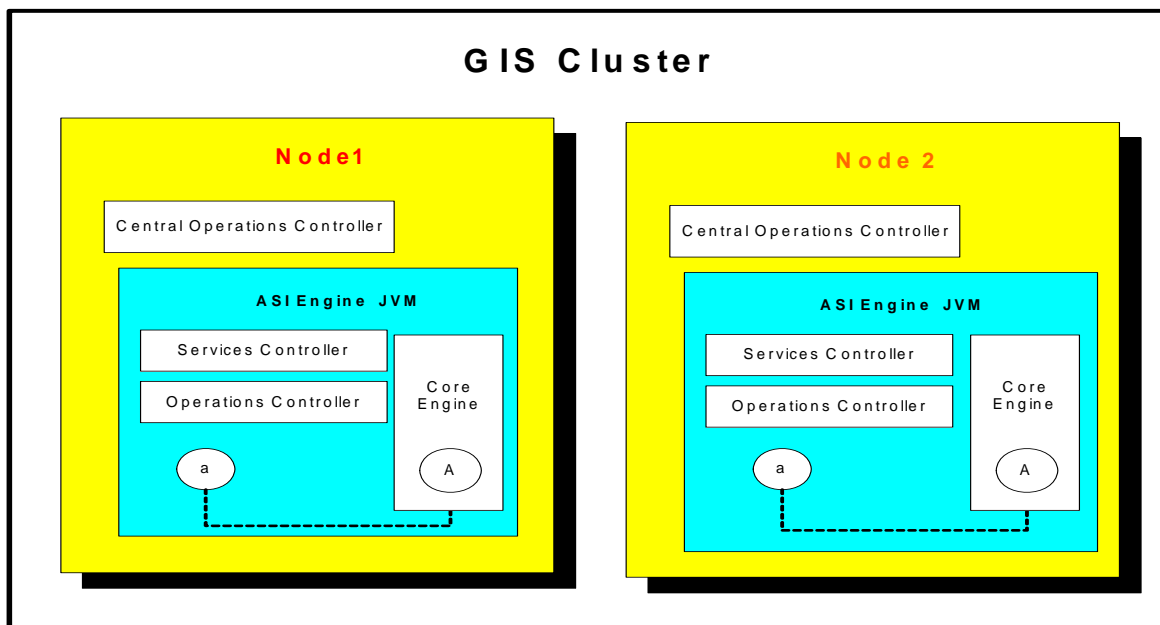 GIS Cluster
Node1
Central Operations Controller
ASI Engine JVM
Services Controller
Operations Controller
Core
Engine
a
A
Node 2
Central Operations Controller
ASI Engine JVM
Services Controller
Operations Controller
Core
Engine
a
A